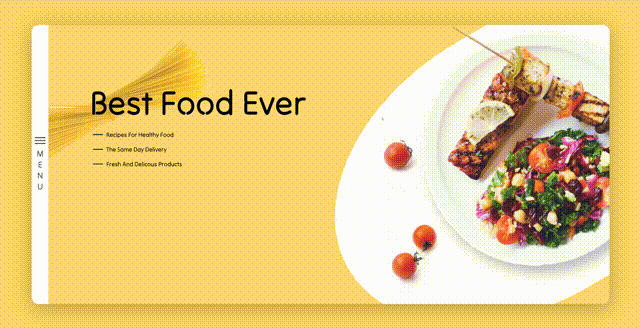 Best Food Ever
Recipes For Healthy Food
The Same Day Delivery
Fresh And Delicous Products
MENU